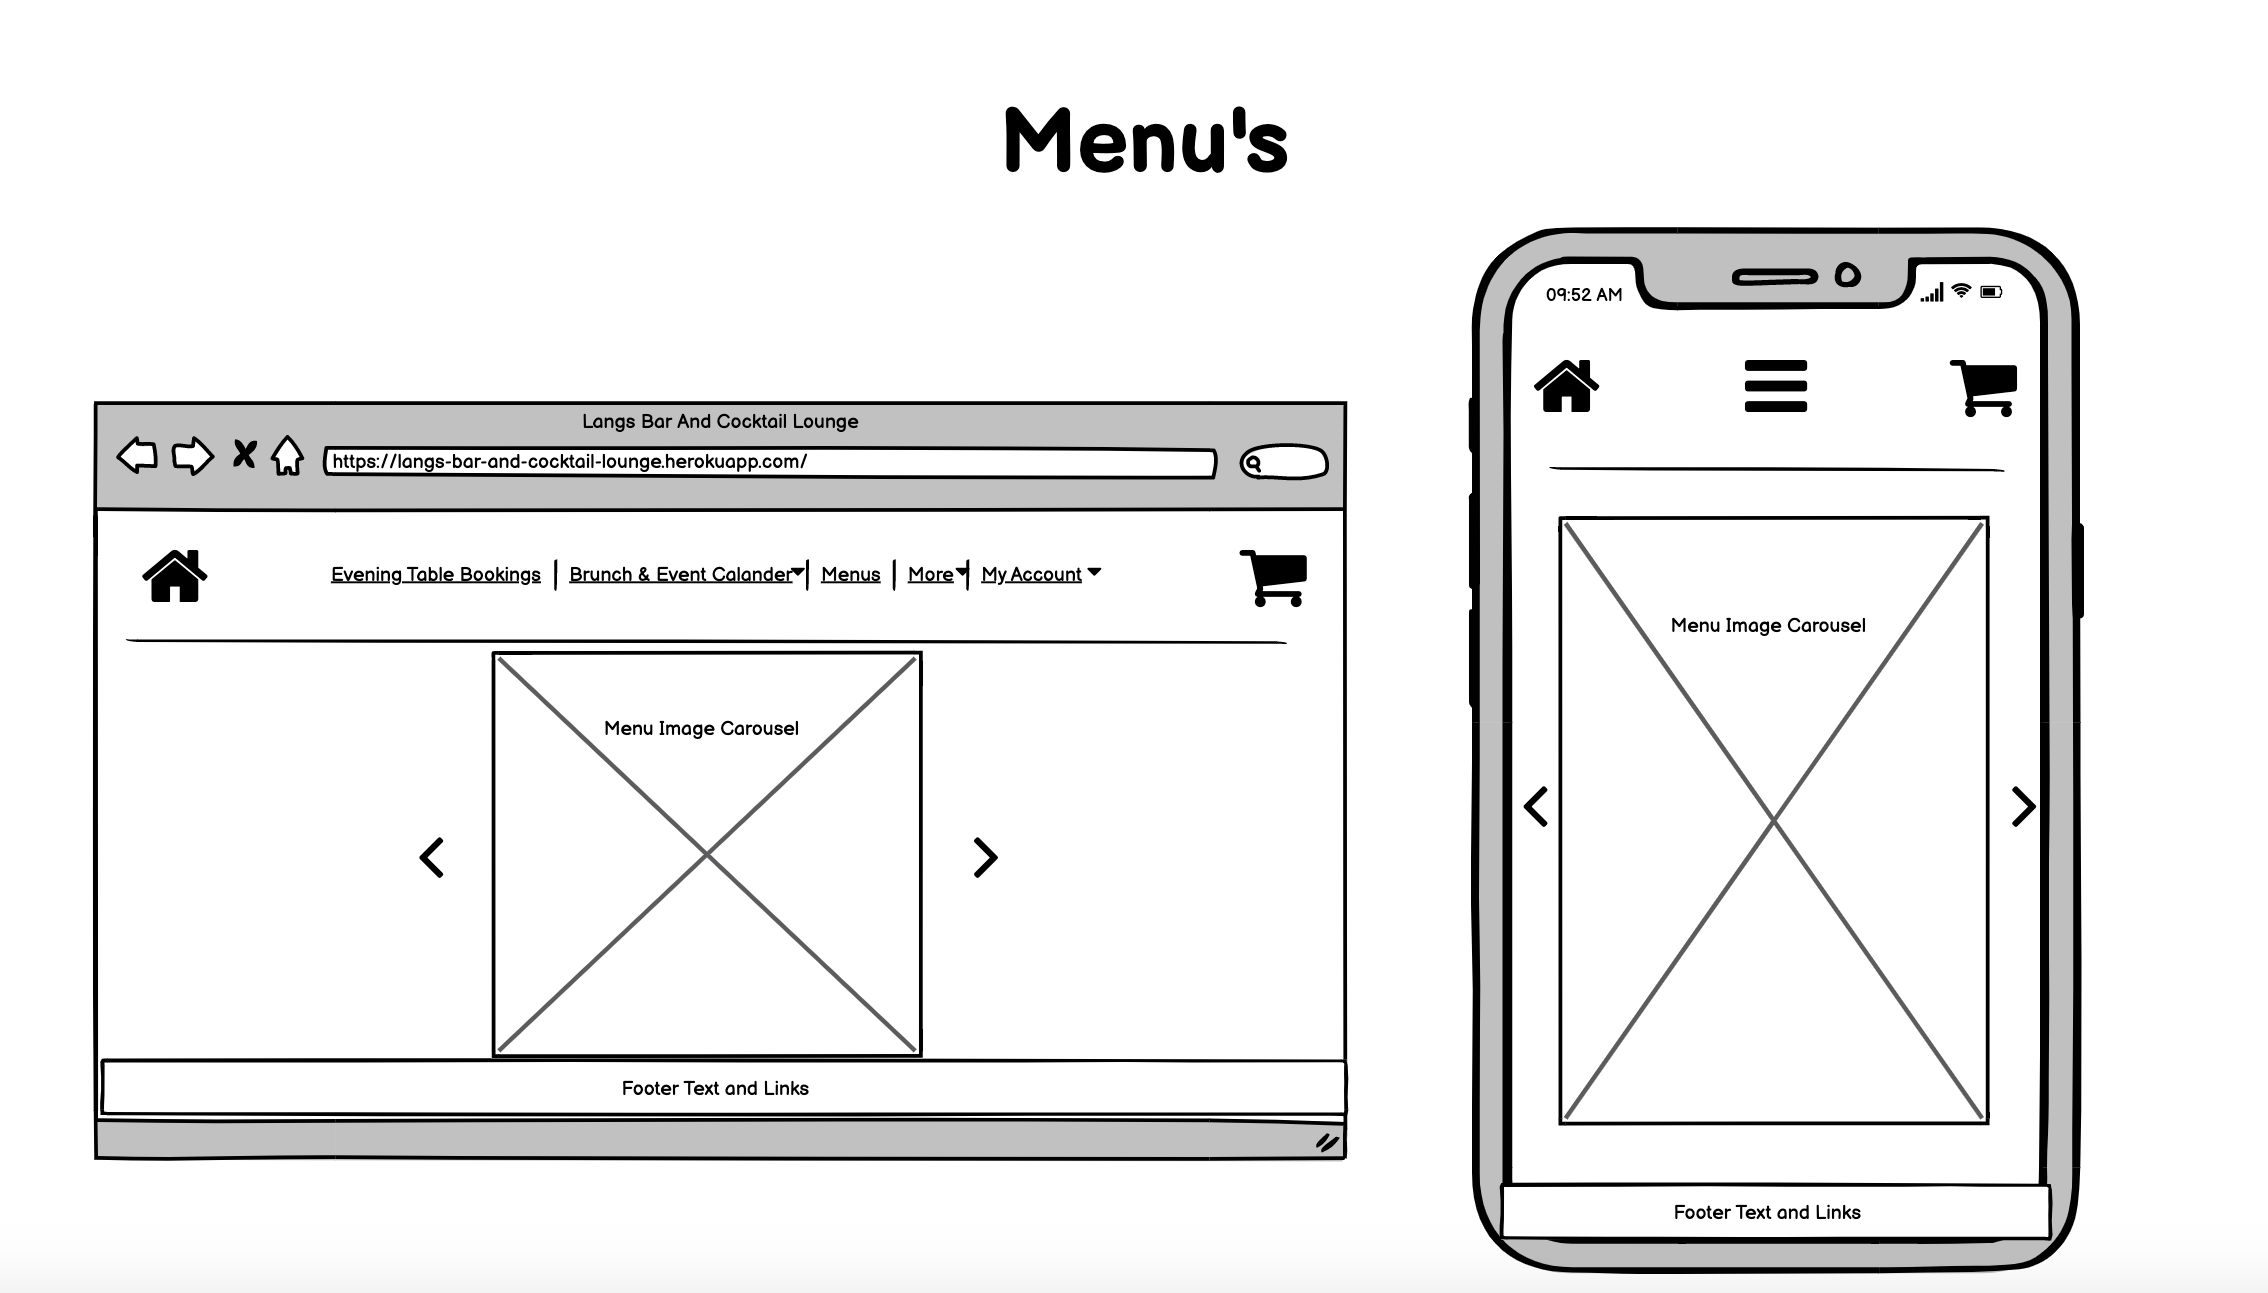 Menu's
Langs Bar And Cocktail Lounge
https://langs-bar-and-cocktail-lounge.herokuapp.com/
Evening Table Bookings | Brunch & Event Calander | Menus | More | My Account
Menu Image Carousel
Footer Text and Links
09:52 AM
Menu Image Carousel
Footer Text and Links